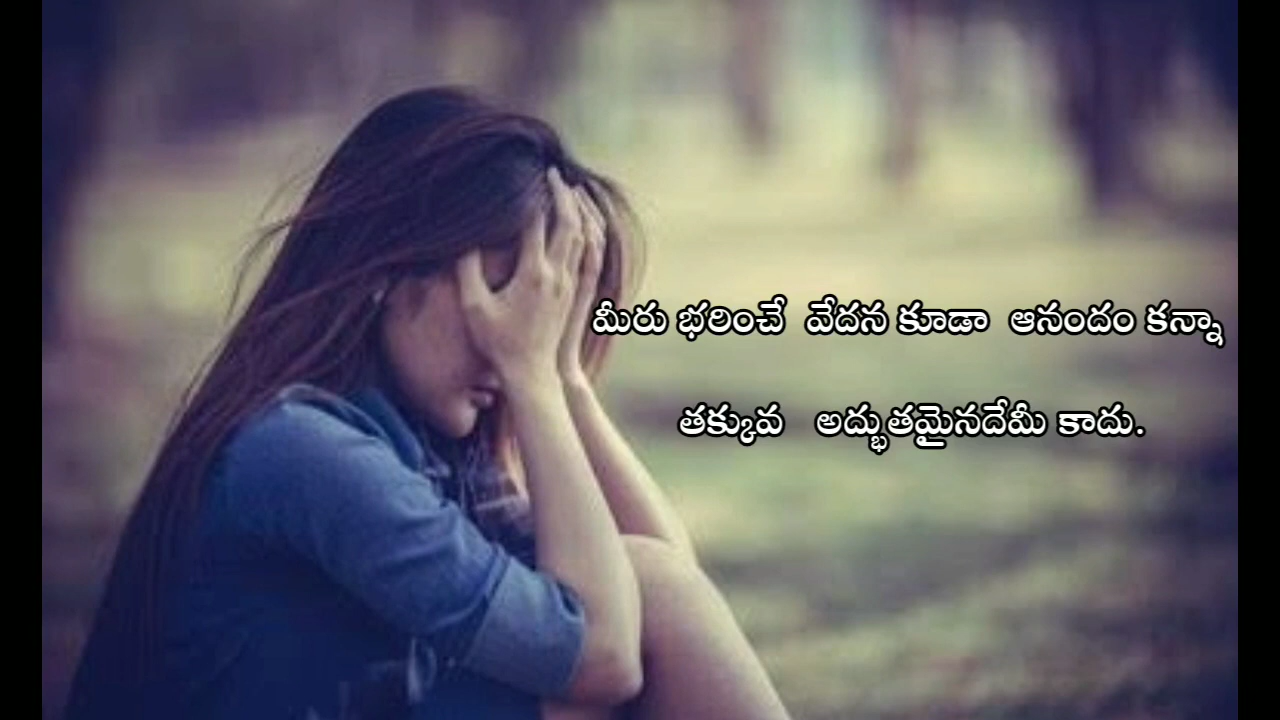 మీరు భరించే వేదన కూడా ఆనందం కన్నా
తక్కువ అద్భుతమైనదేమీ కాదు.